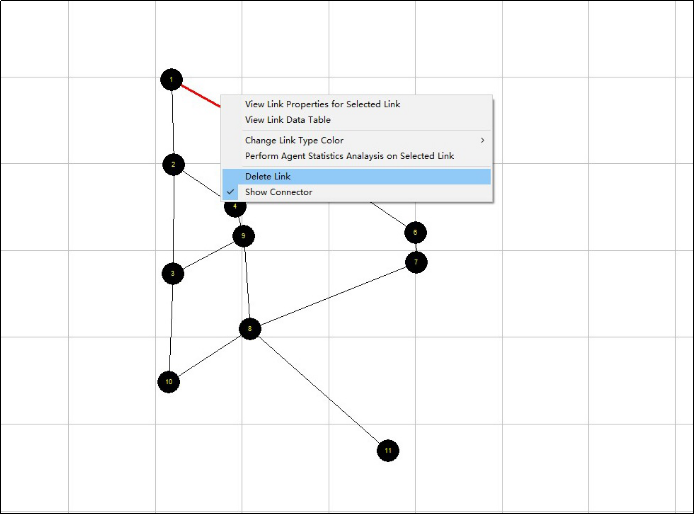 1
View Link Properties for Selected Link
View Link Data Table
Change Link Type Color
Perform Agent Statistics Analaysis on Selected Link
2
Delete Link
Show Connector
4
6
9
7
3
8
10
11